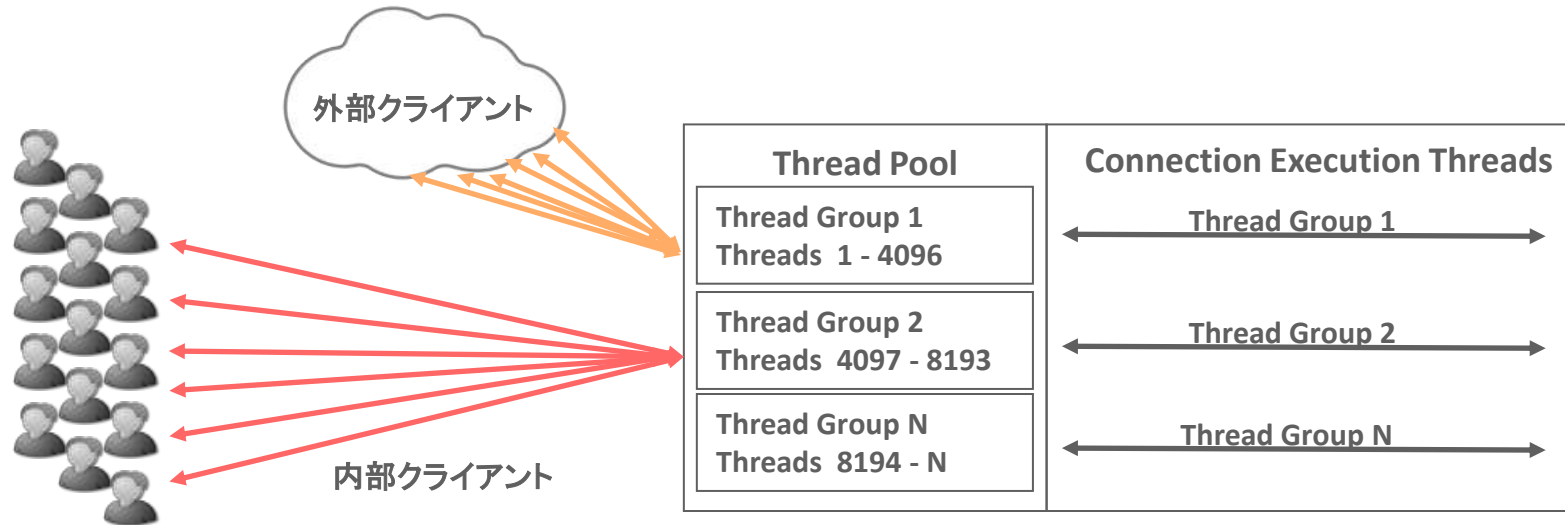 外部クライアント
内部クライアント
Thread Pool
Thread Group 1
Threads 1 - 4096
Thread Group 2
Threads 4097 - 8193
Thread Group N
Threads 8194 - N
Connection Execution Threads
Thread Group 1
Thread Group 2
Thread Group N